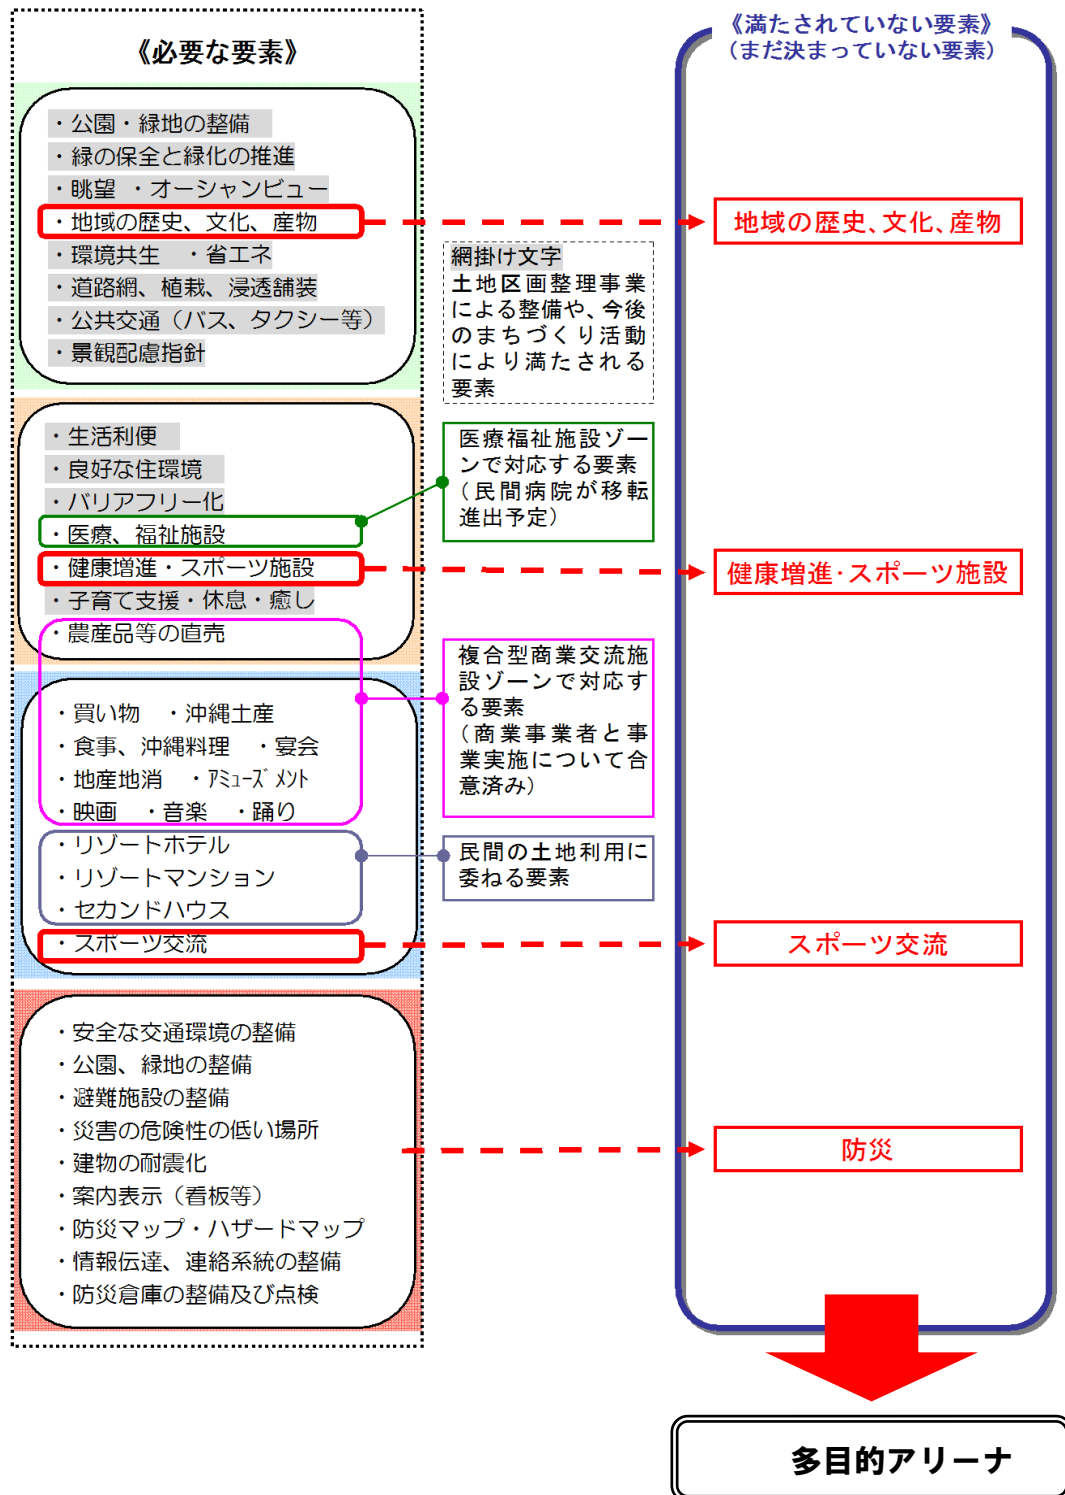 《必要な要素》
・公園・緑地の整備
・緑の保全と緑化の推進
・眺望 ・オーシャンビュー
・地域の歴史、文化、産物
・環境共生 ・省エネ
・道路網、植栽、浸透舗装
・公共交通（バス、タクシー等）
・景観配慮指針
・生活利便
・良好な住環境
・バリアフリー化
・医療、福祉施設
・健康増進・スポーツ施設
・子育て支援・休息・癒し
・農産品等の直売
・買い物 ・沖縄土産
・食事、沖縄料理 ・宴会
・地産地消 ・ｱﾐｭｰｽﾞﾒﾝﾄ
・映画 ・音楽 ・踊り
・リゾートホテル
・リゾートマンション
・セカンドハウス
・スポーツ交流
・安全な交通環境の整備
・公園、緑地の整備
・避難施設の整備
・災害の危険性の低い場所
・建物の耐震化
・案内表示（看板等）
・防災マップ・ハザードマップ
・情報伝達、連絡系統の整備
・防災倉庫の整備及び点検
網掛け文字
土地区画整理事業
による整備や、今後
のまちづくり活動
により満たされる
要素
医療福祉施設ゾー
ンで対応する要素
（民間病院が移転
進出予定）
複合型商業交流施
設ゾーンで対応す
る要素
（商業事業者と事
業実施について合
意済み）
民間の土地利用に
委ねる要素
《満たされていない要素》
（まだ決まっていない要素）
地域の歴史、文化、産物
健康増進・スポーツ施設
スポーツ交流
防災
多目的アリーナ